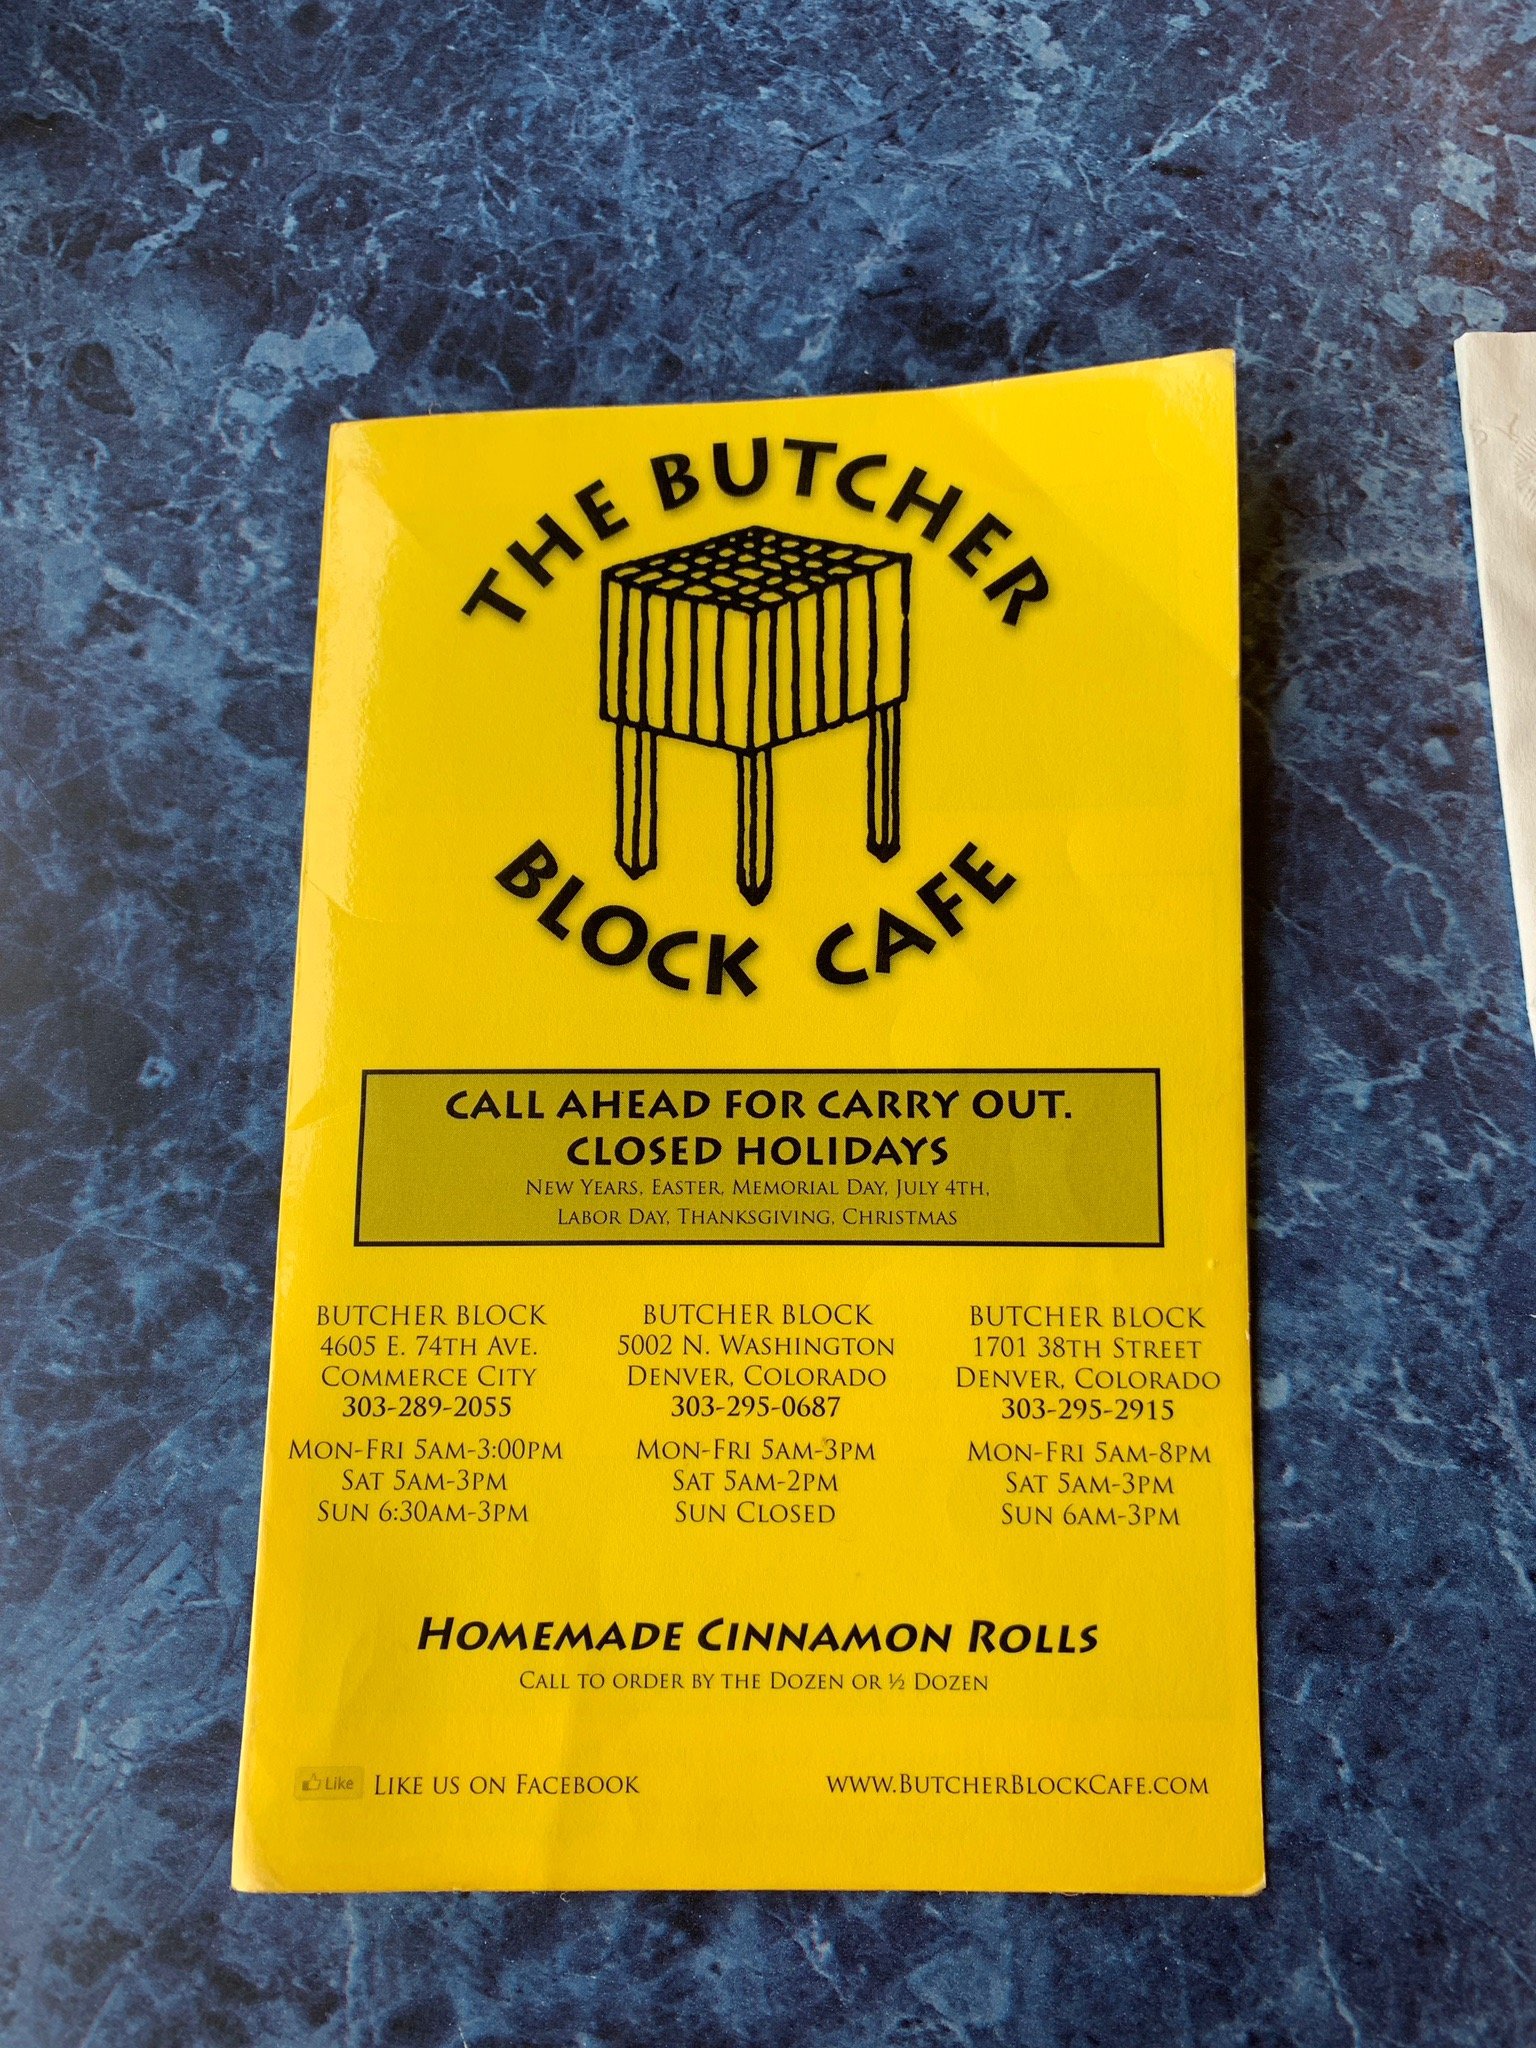 THE BUTCHER
BLOCK CAFE
CALL AHEAD FOR CARRY OUT.
CLOSED HOLIDAYS
NEW YEARS, EASTER, MEMORIAL DAY, JULY 4TH,
LABOR DAY, THANKSGIVING, CHRISTMAS
BUTCHER BLOCK
4605 E. 74TH AVE.
COMMERCE CITY
303-289-2055
MON-FRI 5AM-3:00PM
SAT 5AM-3PM
SUN 6:30AM-3PM
BUTCHER BLOCK
5002 N. WASHINGTON
DENVER, COLORADO
303-295-0687
MON-FRI 5AM-3PM
SAT 5AM-2PM
SUN CLOSED
BUTCHER BLOCK
1701 38TH STREET
DENVER, COLORADO
303-295-2915
MON-FRI 5AM-8PM
SAT 5AM-3PM
SUN 6AM-3PM
HOMEMADE CINNAMON ROLLS
CALL TO ORDER BY THE DOZEN OR ½ DOZEN
Like LIKE US ON FACEBOOK
WWW.BUTCHERBLOCKCAFE.COM